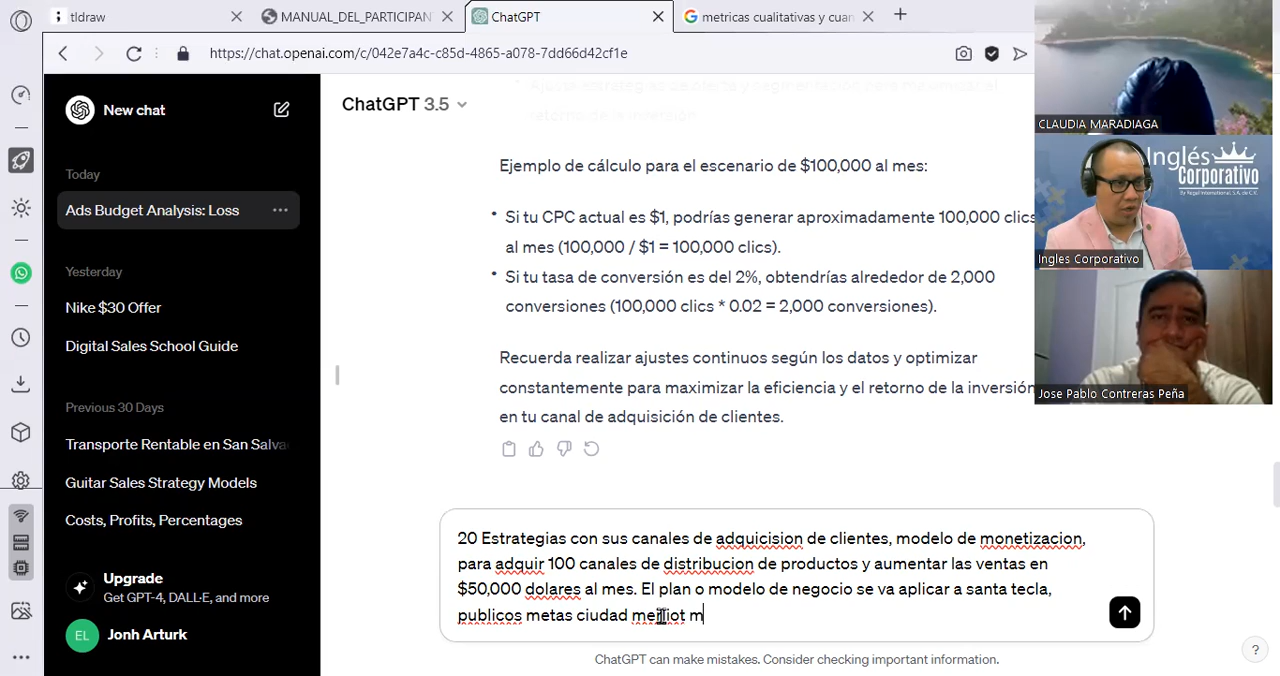 tldraw
MANUAL_DEL_PARTICIPAN
ChatGPT
metricas cualitativas y cuan
https://chat.openai.com/c/042e7a4c-c85d-4865-a078-7dd66d42cf1e
New chat
Today
Ads Budget Analysis: Loss
Yesterday
Nike $30 Offer
Digital Sales School Guide
Previous 30 Days
Transporte Rentable en San Salva
Guitar Sales Strategy Models
Costs, Profits, Percentages
Upgrade
Get GPT-4, DALL·E, and more
EL
Jonh Arturk
ChatGPT 3.5
retorno de la inversión.
Ejemplo de cálculo para el escenario de $100,000 al mes:
• Si tu CPC actual es $1, podrías generar aproximadamente 100,000 clics
al mes (100,000 / $1 = 100,000 clics).
• Si tu tasa de conversión es del 2%, obtendrías alrededor de 2,000
conversiones (100,000 clics * 0.02 = 2,000 conversiones).
Recuerda realizar ajustes continuos según los datos y optimizar
constantemente para maximizar la eficiencia y el retorno de la inversión
en tu canal de adquisición de clientes.
20 Estrategias con sus canales de adquicision de clientes, modelo de monetizacion,
para adquir 100 canales de distribucion de productos y aumentar las ventas en
$50,000 dolares al mes. El plan o modelo de negocio se va aplicar a santa tecla,
publicos metas ciudad merliot m
ChatGPT can make mistakes. Consider checking important information.
?
CLAUDIA MARADIAGA
Inglés
Corporativo
By Regal International, S.A. de C.V.
Ingles Corporativo
Jose Pablo Contreras Peña